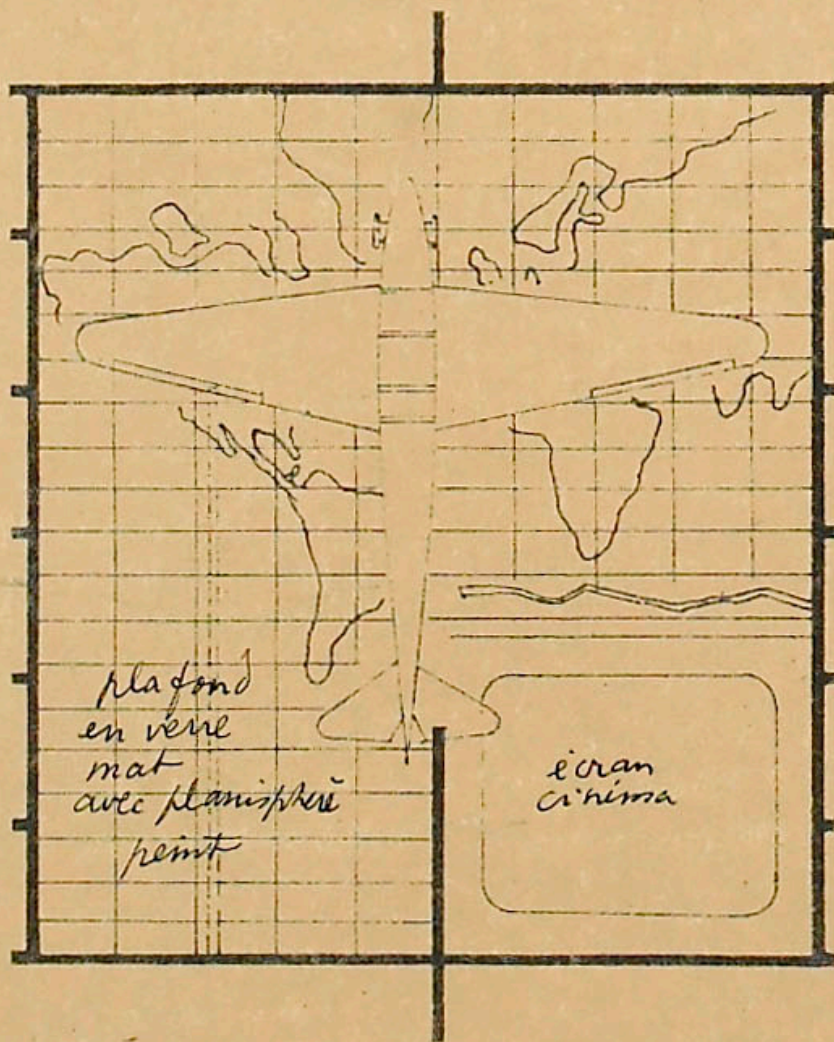 plafond
en verre
mat
avec planisphère
peint
écran
cinéma